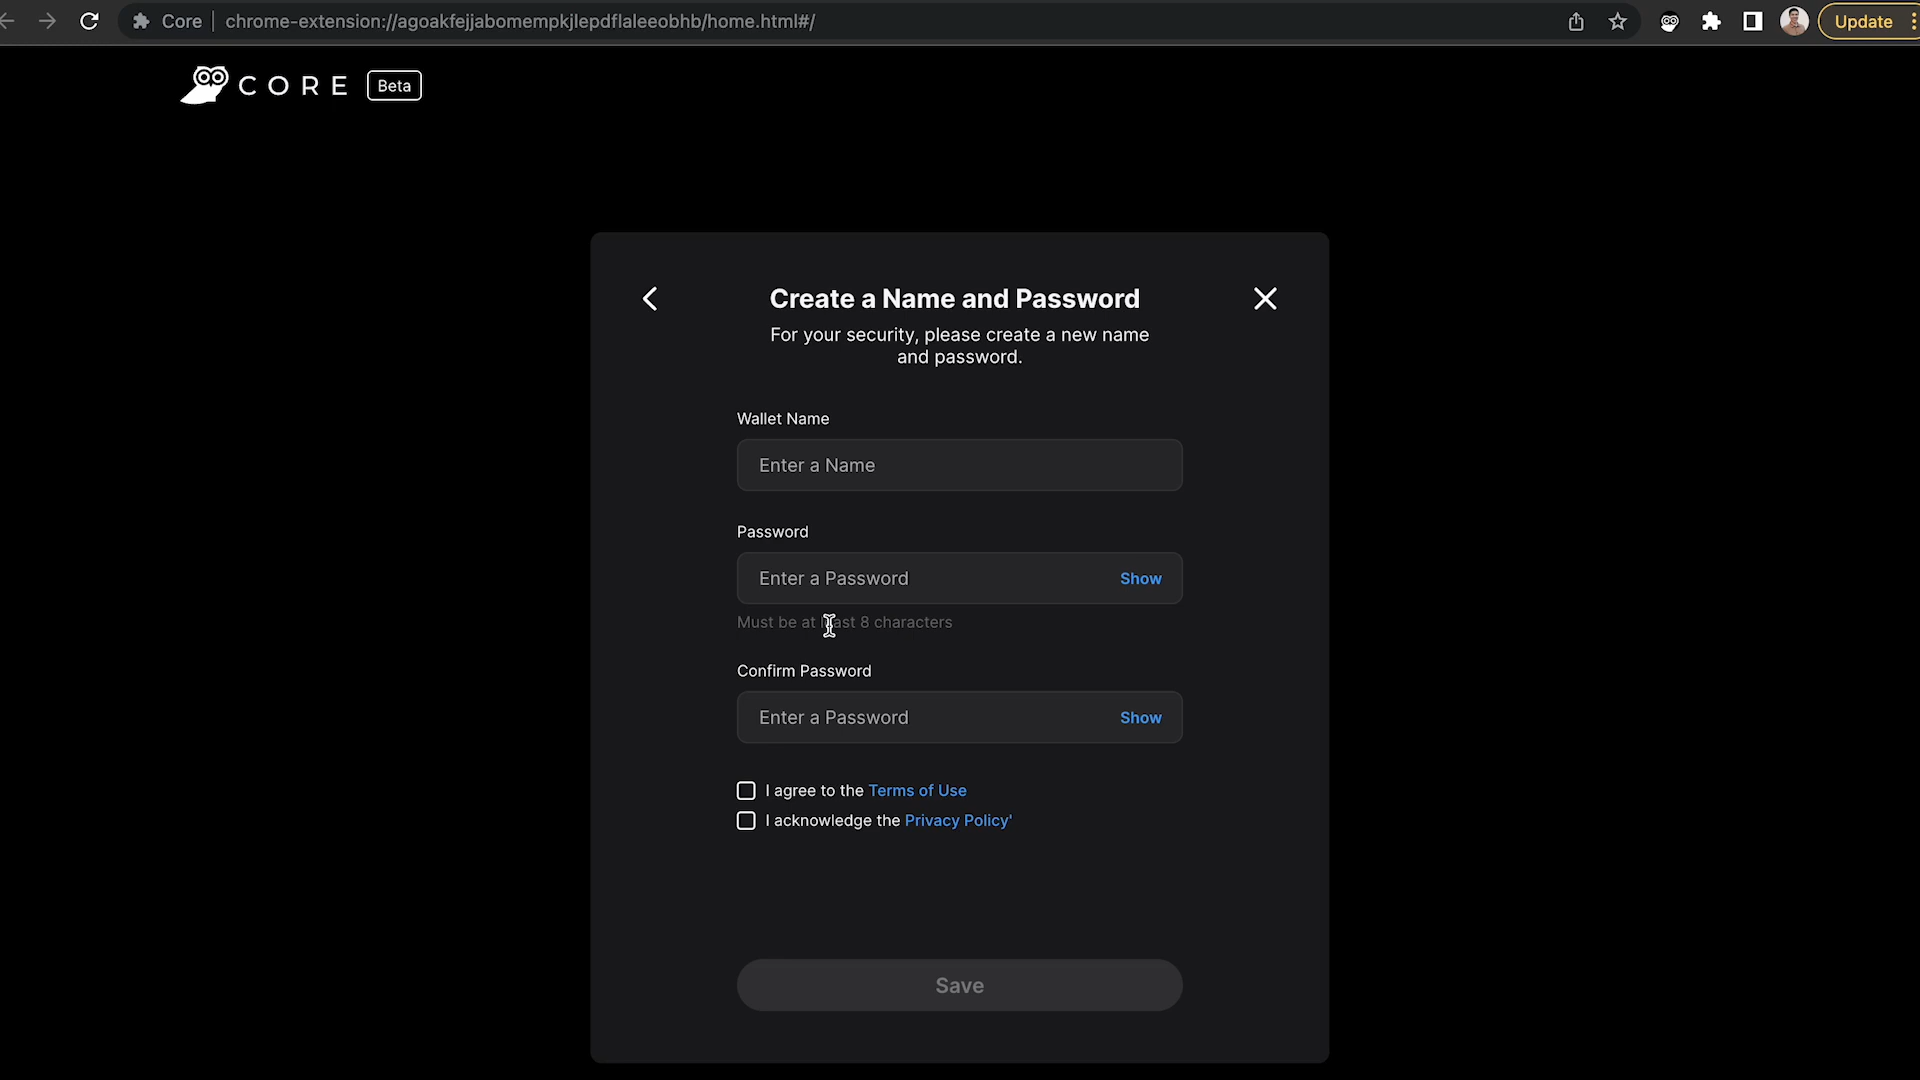 Core chrome-extension://agoakfejjabomempkjlepdflaleeobhb/home.html#/ Update
CORE Beta
Create a Name and Password
For your security, please create a new name
and password.
Wallet Name
Enter a Name
Password
Enter a Password Show
Must be at least 8 characters
Confirm Password
Enter a Password Show
I agree to the Terms of Use
I acknowledge the Privacy Policy'
Save